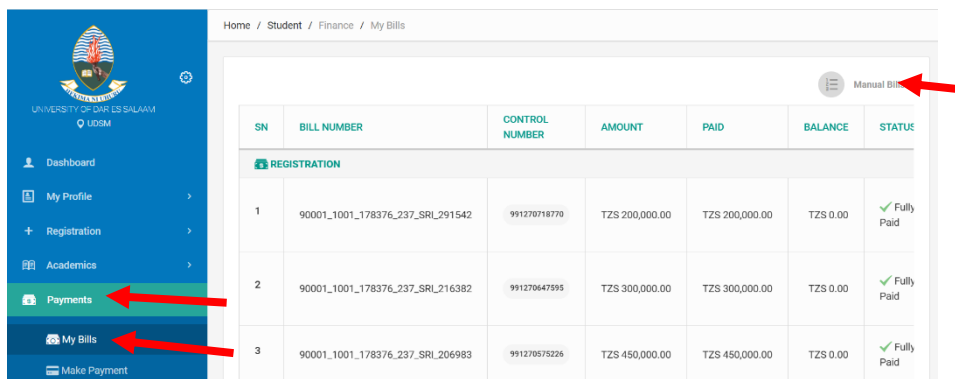 Home / Student / Finance / My Bills
UNIVERSITY OF DAR ES SALAAM
UDSM
Dashboard
My Profile
Registration
Academics
Payments
My Bills
Make Payment
Manual Bills
SN BILL NUMBER CONTROL NUMBER AMOUNT PAID BALANCE STATUS
REGISTRATION
1 90001_1001_178376_237_SRI_291542 991270718770 TZS 200,000.00 TZS 200,000.00 TZS 0.00 Fully Paid
2 90001_1001_178376_237_SRI_216382 991270647595 TZS 300,000.00 TZS 300,000.00 TZS 0.00 Fully Paid
3 90001_1001_178376_237_SRI_206983 991270575226 TZS 450,000.00 TZS 450,000.00 TZS 0.00 Fully Paid